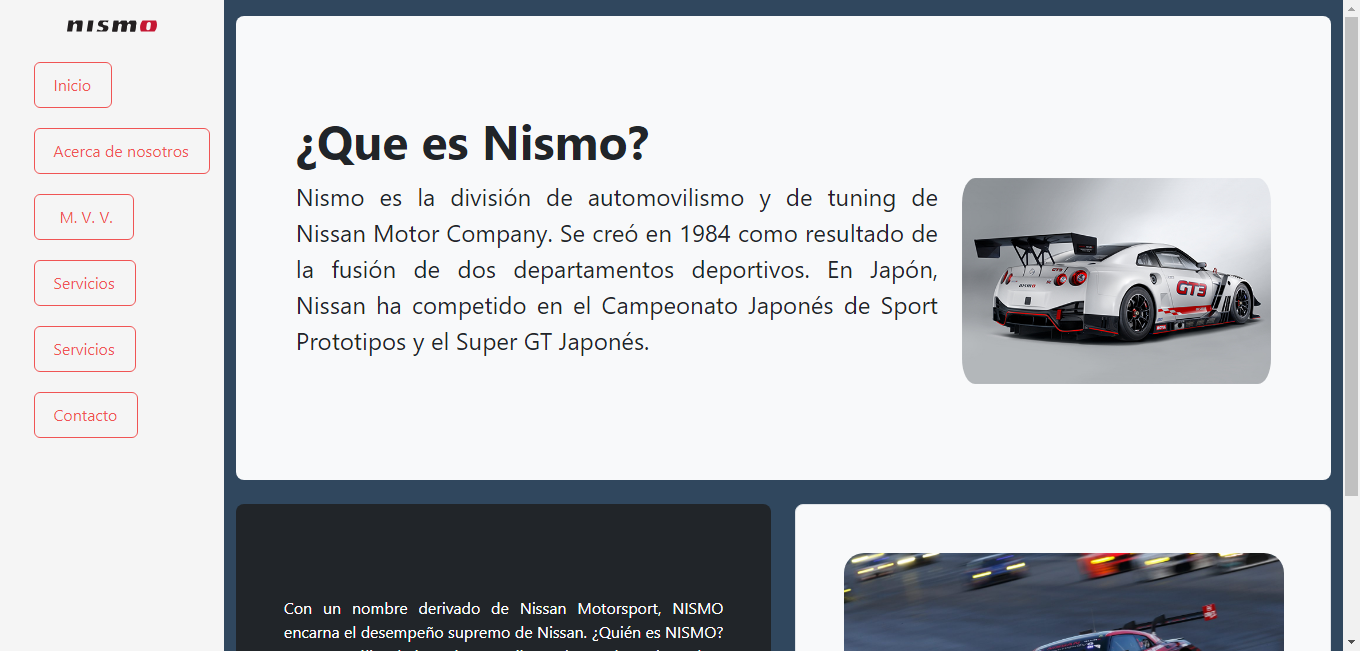 nismo
Inicio
Acerca de nosotros
M. V. V.
Servicios
Servicios
Contacto
¿Que es Nismo?
Nismo es la división de automovilismo y de tuning de
Nissan Motor Company. Se creó en 1984 como resultado de
la fusión de dos departamentos deportivos. En Japón,
Nissan ha competido en el Campeonato Japonés de Sport
Prototipos y el Super GT Japonés.
GT3
nismo
GT3
Con un nombre derivado de Nissan Motorsport, NISMO
encarna el desempeño supremo de Nissan. ¿Quién es NISMO?